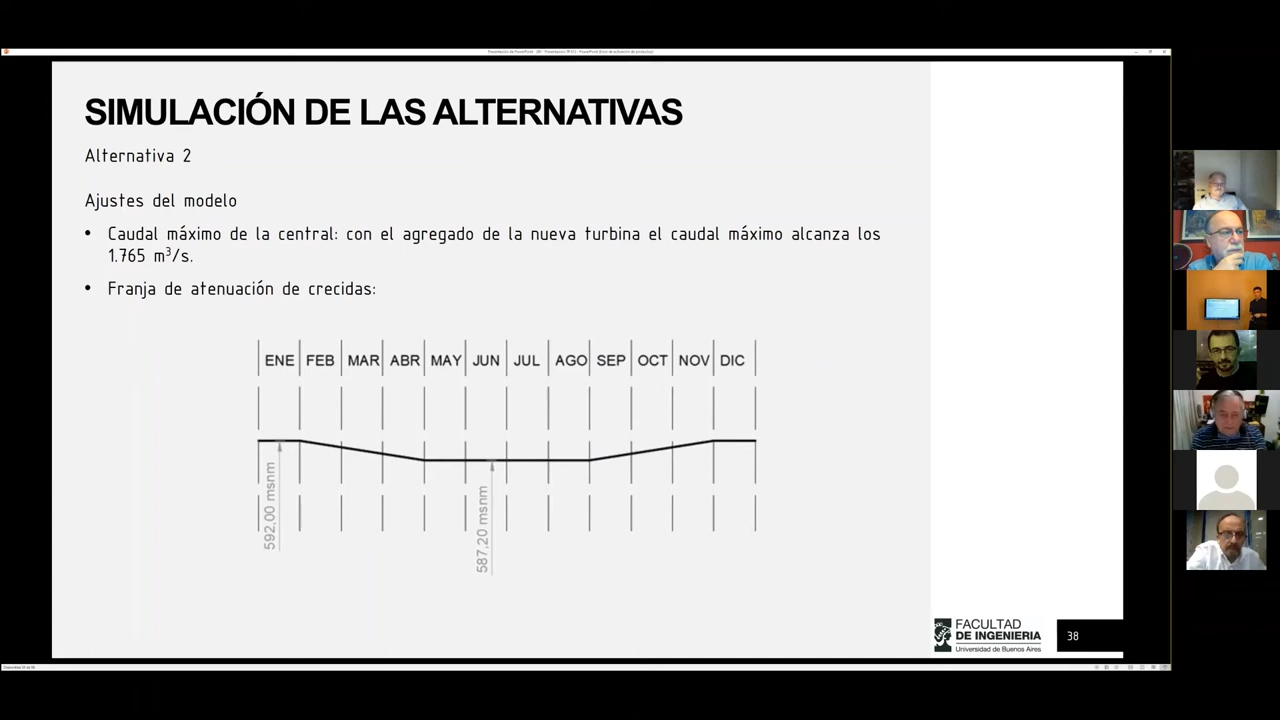 SIMULACIÓN DE LAS ALTERNATIVAS
Alternativa 2
Ajustes del modelo
• Caudal máximo de la central: con el agregado de la nueva turbina el caudal máximo alcanza los
1.765 m³/s.
• Franja de atenuación de crecidas:
ENE FEB MAR ABR MAY JUN JUL AGO SEP OCT NOV DIC
592,00 msnm
587,20 msnm
FACULTAD
DE INGENIERIA
Universidad de Buenos Aires
38